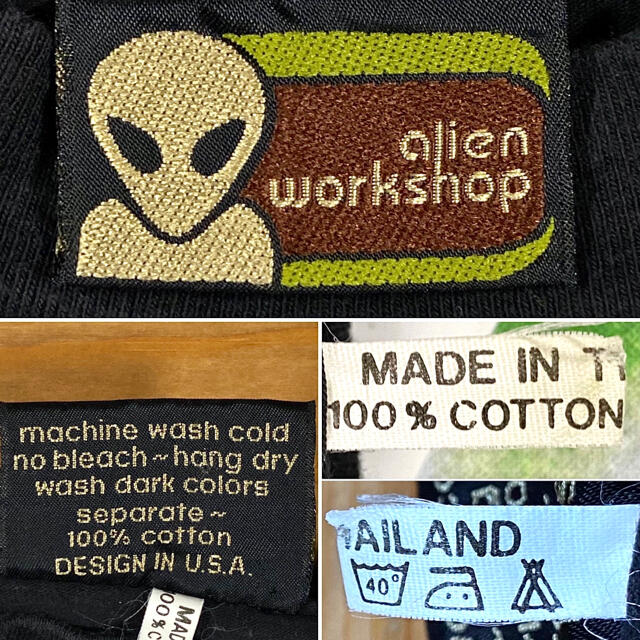 alien
workshop
machine wash cold
no bleach ~ hang dry
wash dark colors
separate ~
100% cotton
DESIGN IN U.S.A.
MADE IN
100% COTTON
AILAND
40°